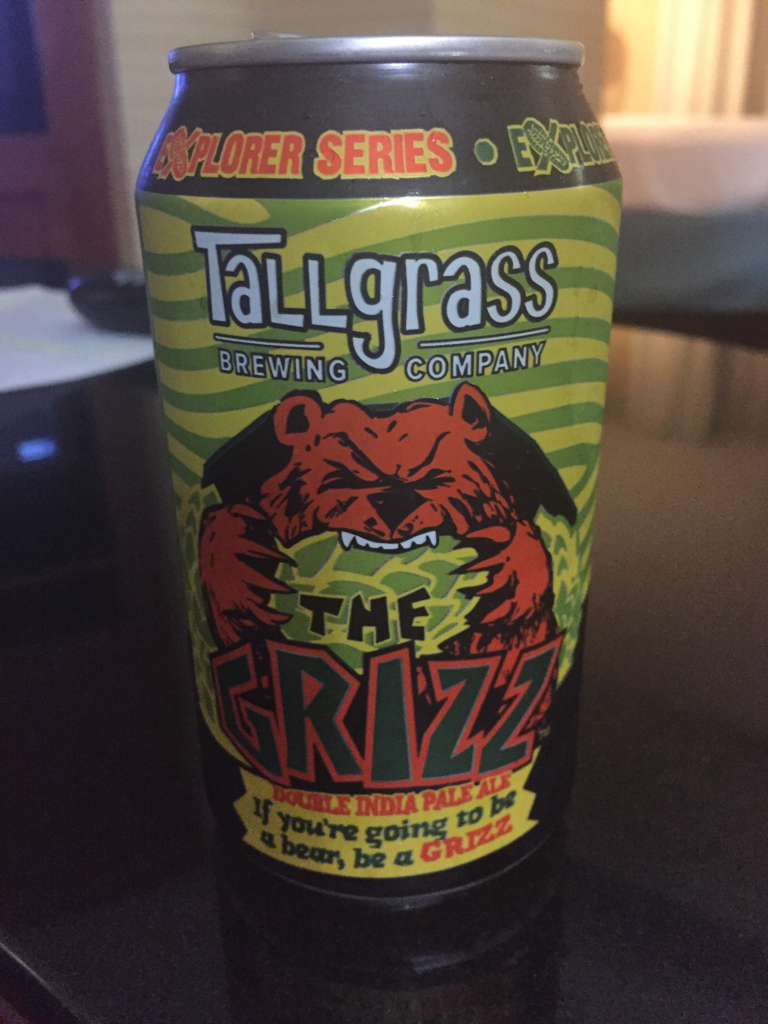 EXPLORER SERIES • EXPLORE
Tallgrass
BREWING COMPANY
THE
GRIZZ
DOUBLE INDIA PALE ALE
If you're going to be
a bear, be a GRIZZ